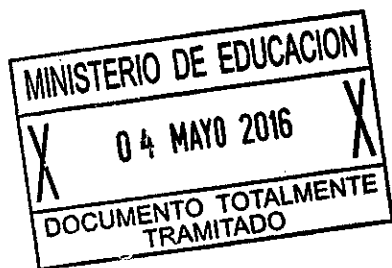 MINISTERIO DE EDUCACION
X 04 MAYO 2016 X
DOCUMENTO TOTALMENTE
TRAMITADO